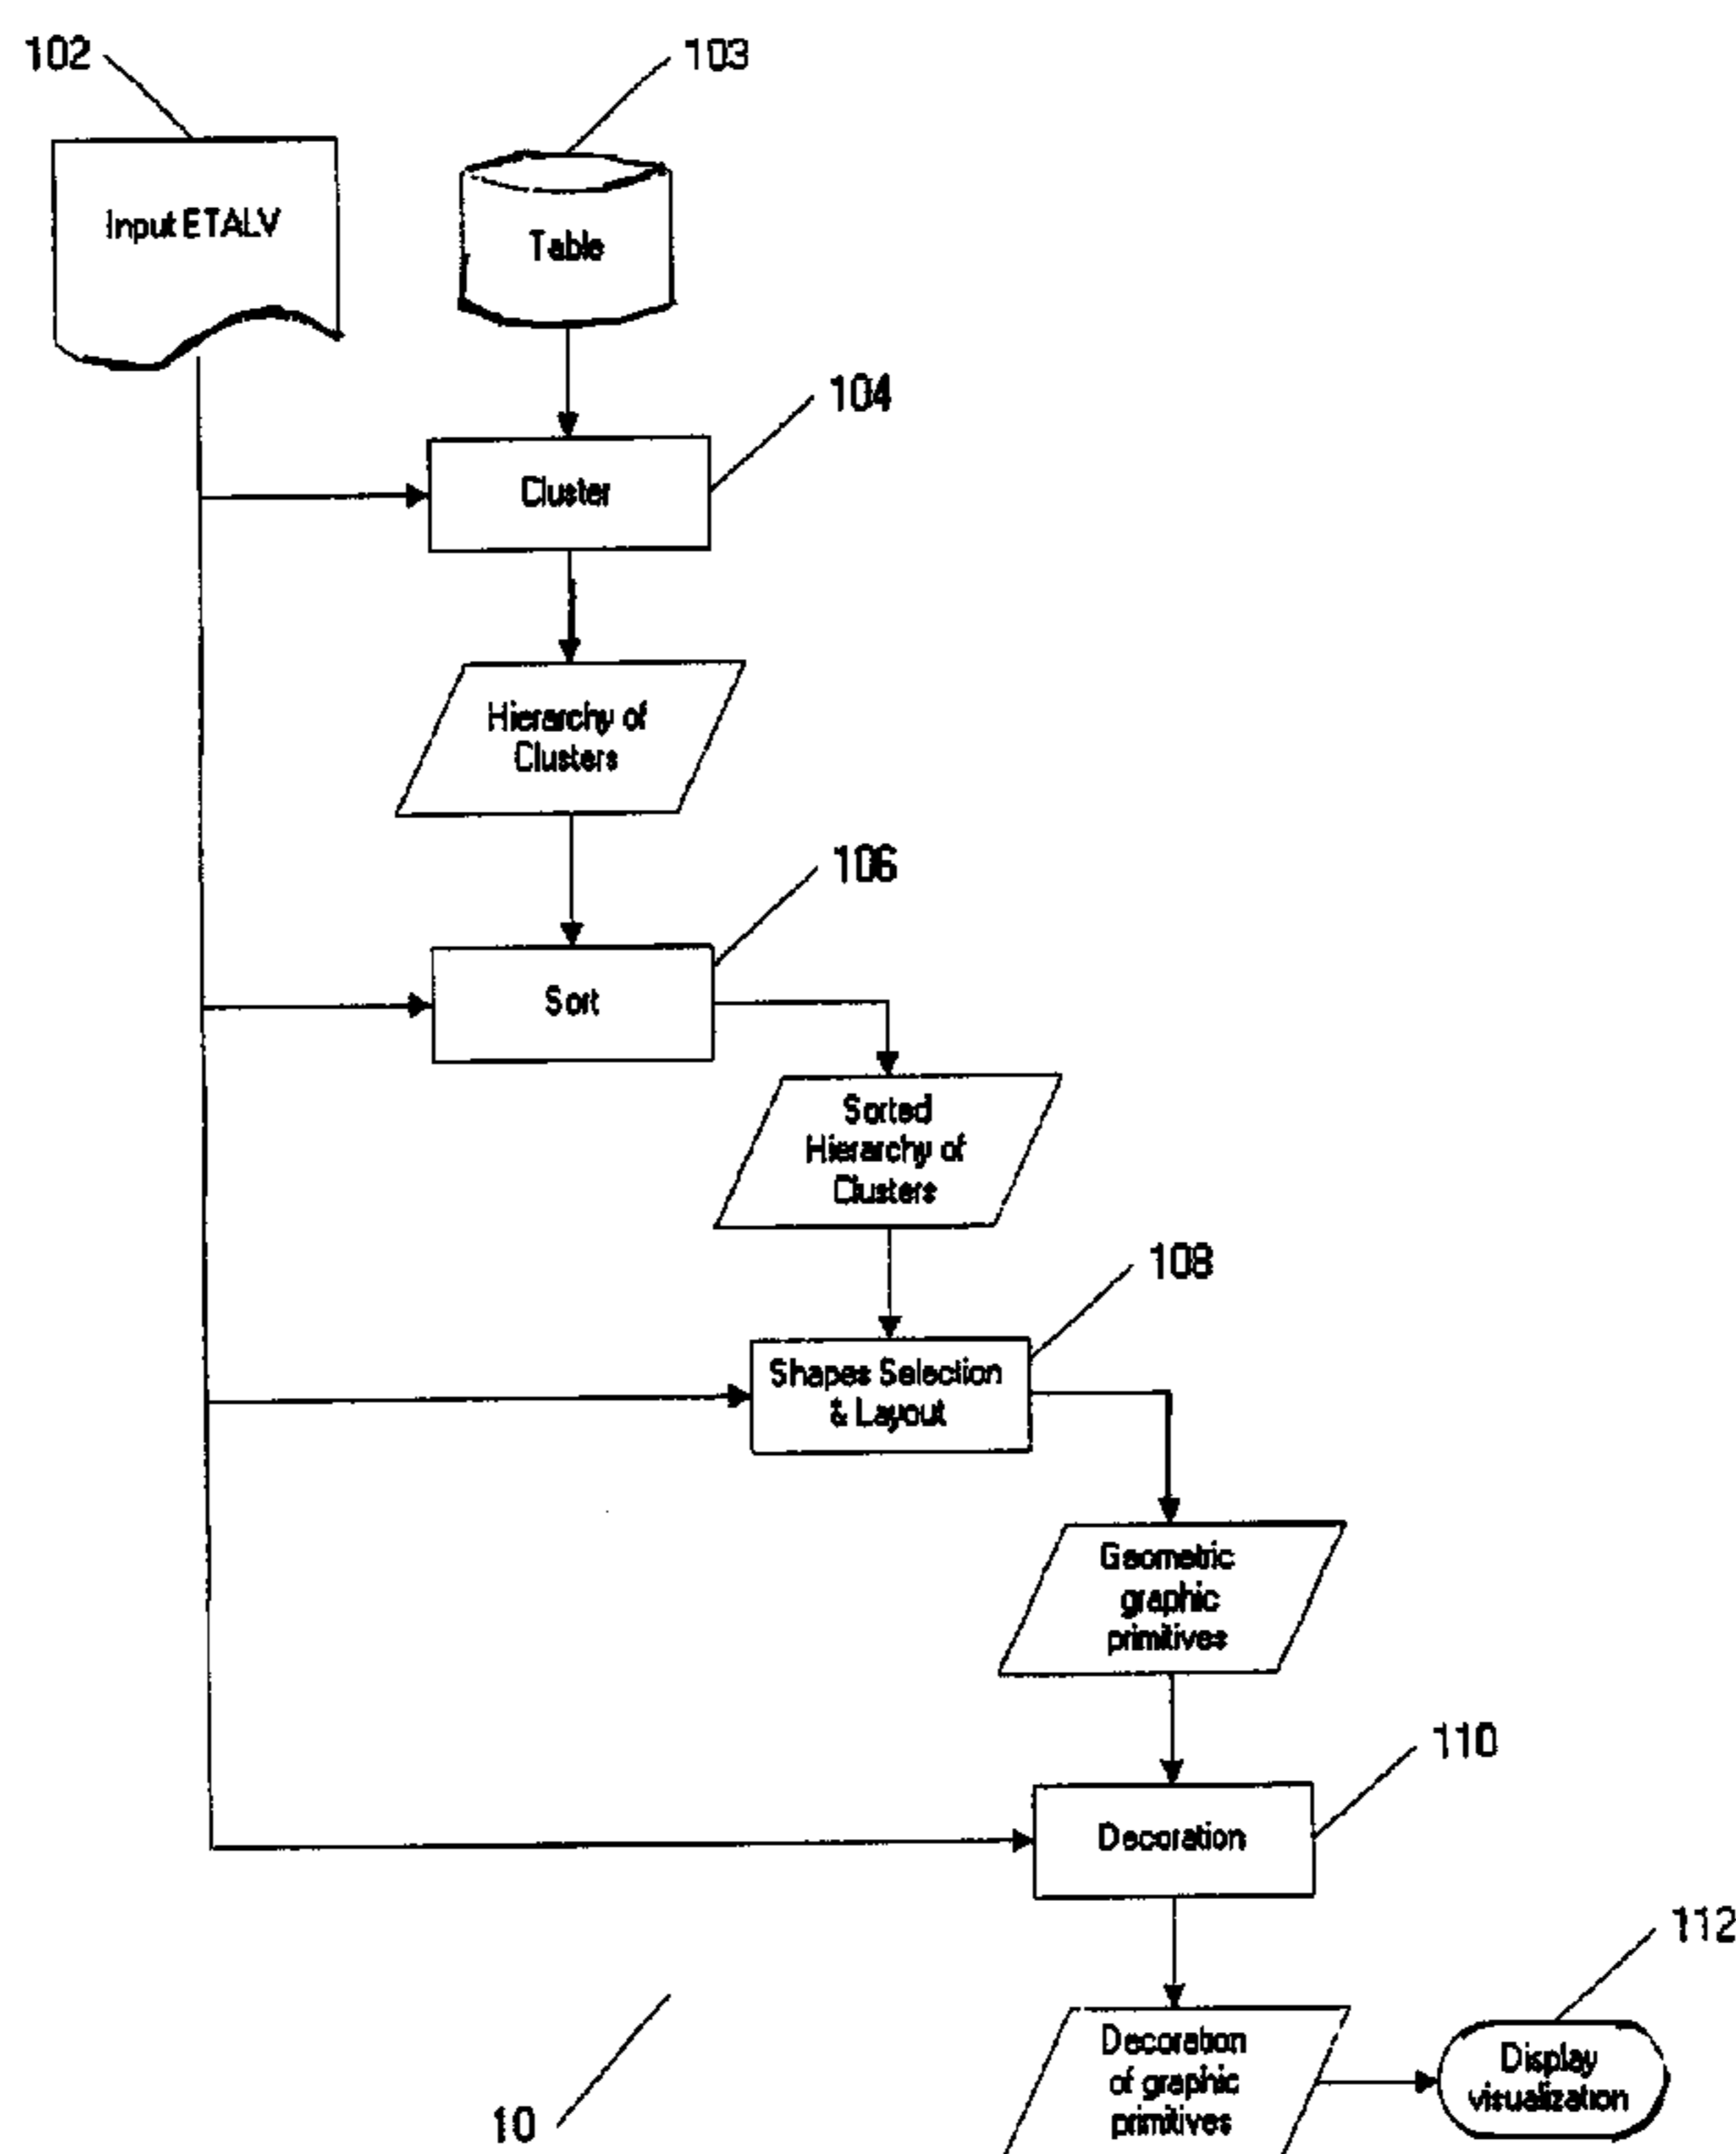 102
103
Input ETALV
Table
104
Cluster
Hierarchy of
Clusters
106
Sort
Sorted
Hierarchy of
Clusters
108
Shapes Selection
& Layout
Geometric
graphic
primitives
110
Decoration
112
Decoration
of graphic
primitives
Display
visualization
10